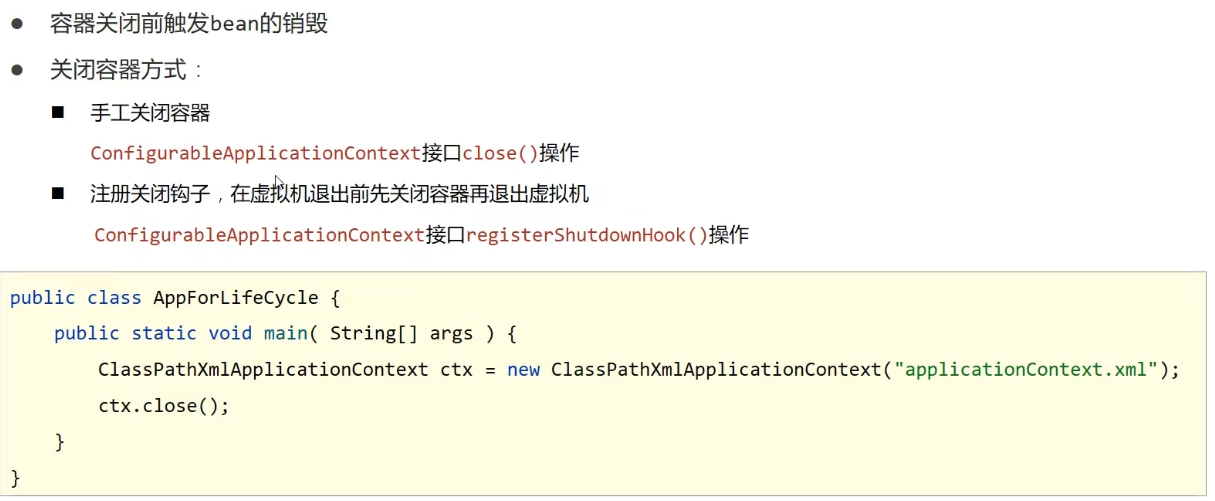 ● 容器关闭前触发bean的销毁
● 关闭容器方式：
■ 手工关闭容器
ConfigurableApplicationContext接口close()操作
■ 注册关闭钩子，在虚拟机退出前先关闭容器再退出虚拟机
ConfigurableApplicationContext接口registerShutdownHook()操作
public class AppForLifeCycle {
    public static void main( String[] args ) {
        ClassPathXmlApplicationContext ctx = new ClassPathXmlApplicationContext("applicationContext.xml");
        ctx.close();
    }
}